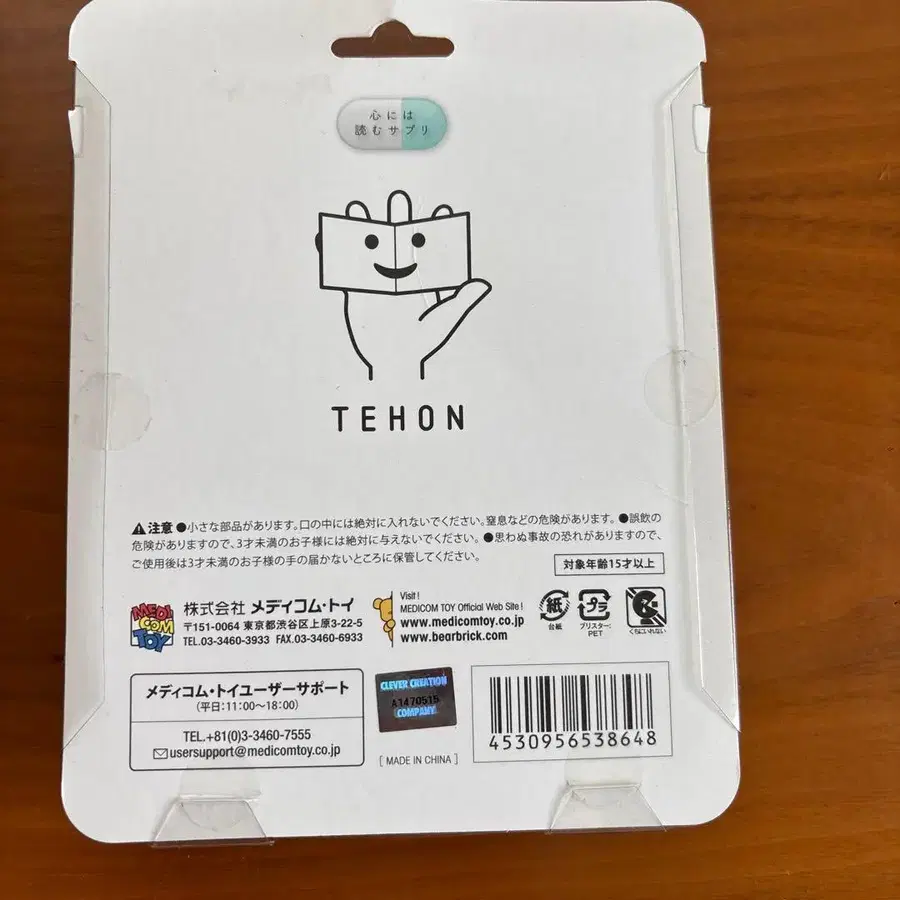 心には
読むサプリ
TEHON
注意 ●小さな部品があります。口の中には絶対に入れないでください。窒息などの危険があります。 ●誤飲の
危険がありますので、3才未満のお子様には絶対に与えないでください。 ●思わぬ事故の恐れがありますので、
ご使用後は3才未満のお子様の手の届かないところに保管してください。
対象年齢15才以上
MEDI
COM
TOY
株式会社 メディコム・トイ
〒151-0064 東京都渋谷区上原3-22-5
TEL.03-3460-3933 FAX.03-3460-6933
Visit !
MEDICOM TOY Official Web Site !
www.medicomtoy.co.jp
www.bearbrick.com
紙
台紙
プラ
ブリスター:
PET
くちにいれない
メディコム・トイユーザーサポート
(平日:11:00〜18:00)
TEL.+81(0)3-3460-7555
usersupport@medicomtoy.co.jp
CLEVER CREATION
A1470515
COMPANY
[ MADE IN CHINA ]
4530956538648